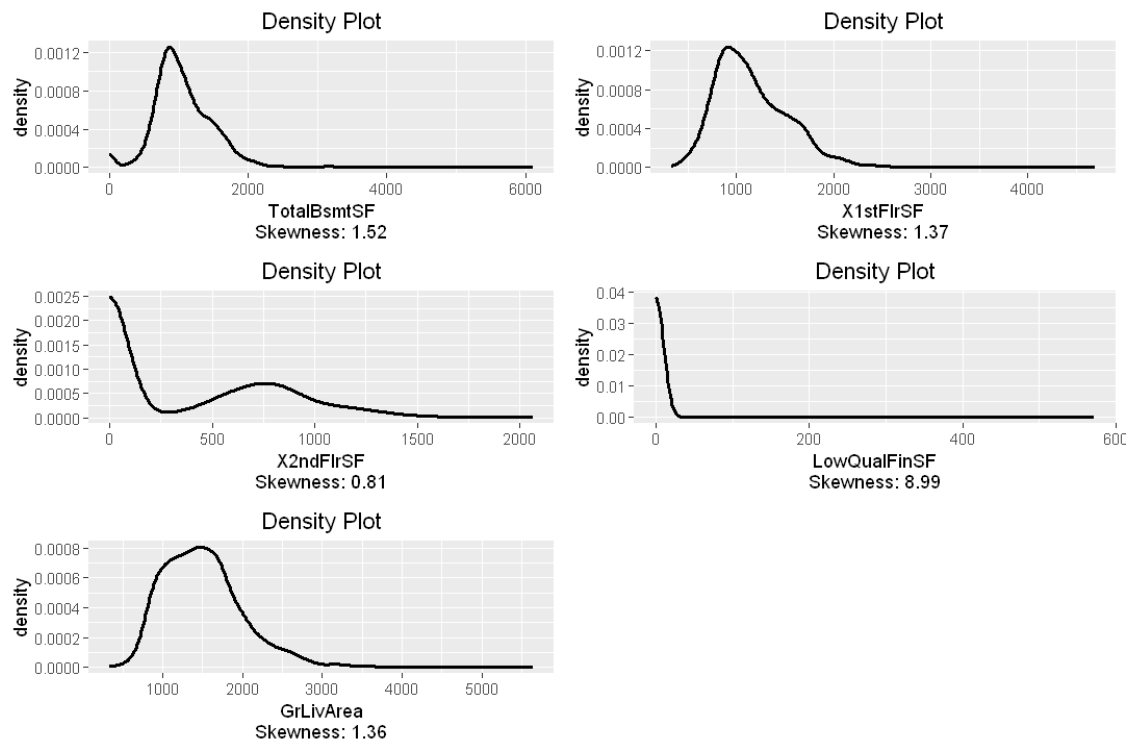 Density Plot
density
0.0012
0.0008
0.0004
0.0000
0 2000 4000 6000
TotalBsmtSF
Skewness: 1.52
Density Plot
density
0.0012
0.0008
0.0004
0.0000
1000 2000 3000 4000
X1stFlrSF
Skewness: 1.37
Density Plot
density
0.0025
0.0020
0.0015
0.0010
0.0005
0.0000
0 500 1000 1500 2000
X2ndFlrSF
Skewness: 0.81
Density Plot
density
0.04
0.03
0.02
0.01
0.00
0 200 400 600
LowQualFinSF
Skewness: 8.99
Density Plot
density
0.0008
0.0006
0.0004
0.0002
0.0000
1000 2000 3000 4000 5000
GrLivArea
Skewness: 1.36